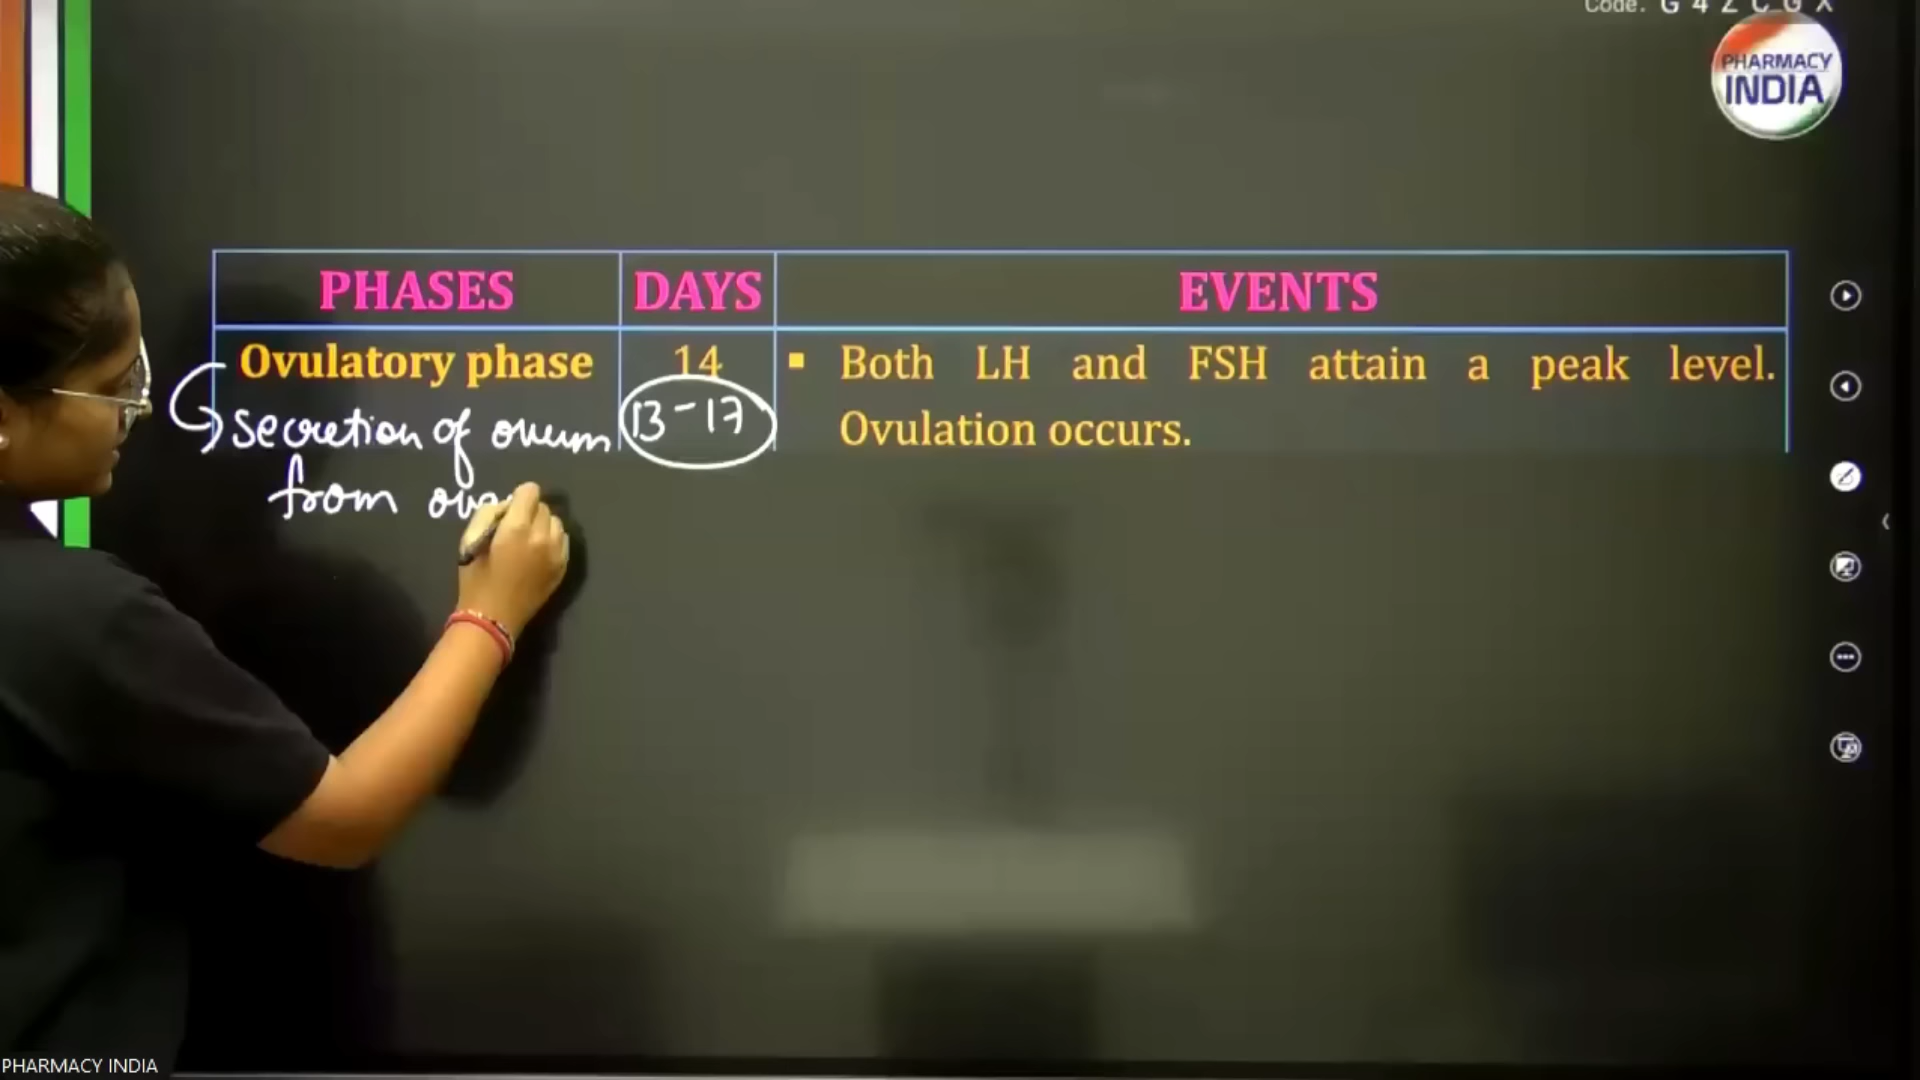 Code: G 4 Z C G X
PHARMACY
INDIA
PHASES DAYS EVENTS
Ovulatory phase 14 ▪ Both LH and FSH attain a peak level.
Ovulation occurs.
secretion of ovum 13-17
from
PHARMACY INDIA